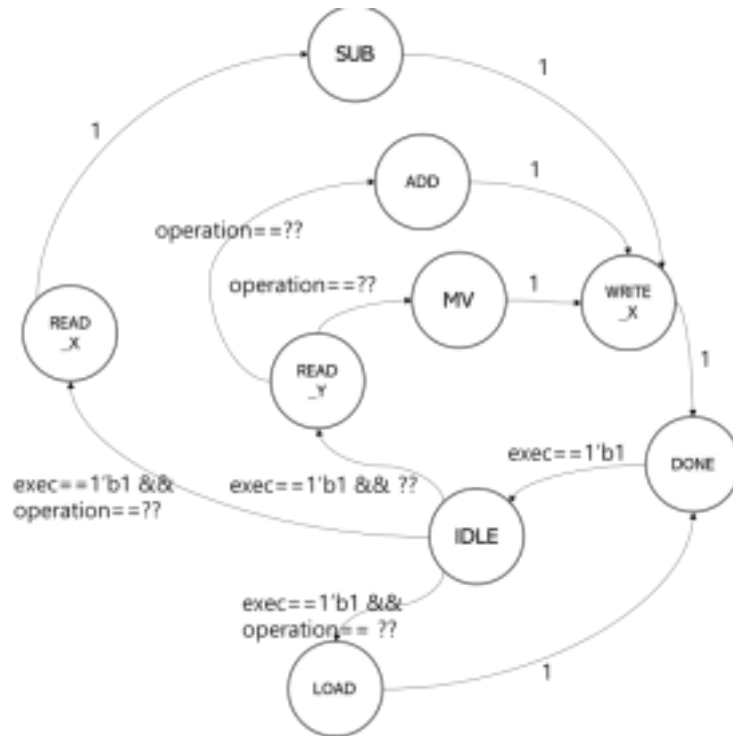 SUB
1
1
ADD
1
operation==??
operation==??
MV
1
WRITE
_X
READ
_X
READ
_Y
1
exec==1'b1
DONE
exec==1'b1 &&
operation==??
exec==1'b1 && ??
IDLE
exec==1'b1 &&
operation== ??
LOAD
1